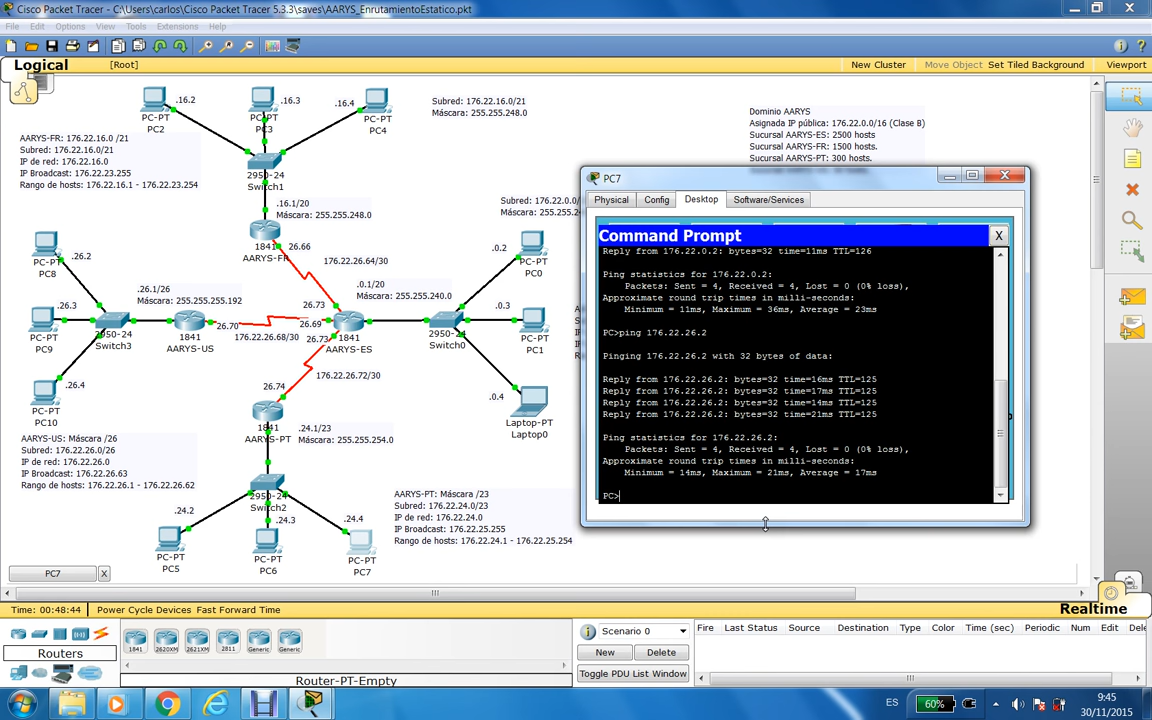 Cisco Packet Tracer - C:\Users\carlos\Cisco Packet Tracer 5.3.3\saves\AARYS_EnrutamientoEstatico.pkt
File Edit Options View Tools Extensions Help
Logical
[Root]
New Cluster
Move Object
Set Tiled Background
Viewport
.16.2
PC-PT
PC2
.16.3
PC-PT
PC3
.16.4
PC-PT
PC4
Subred: 176.22.16.0/21
Máscara: 255.255.248.0
Dominio AARYS
Asignada IP pública: 176.22.0.0/16 (Clase B)
Sucursal AARYS-ES: 2500 hosts
Sucursal AARYS-FR: 1500 hosts.
Sucursal AARYS-PT: 300 hosts.
AARYS-FR: 176.22.16.0 /21
Subred: 176.22.16.0/21
IP de red: 176.22.16.0
IP Broadcast: 176.22.23.255
Rango de hosts: 176.22.16.1 - 176.22.23.254
2950-24
Switch1
.16.1/20
Máscara: 255.255.248.0
1841
AARYS-FR
26.66
176.22.26.64/30
Subred: 176.22.0.0/
Máscara: 255.255.2
PC-PT
PC8
.26.2
.26.3
PC-PT
PC9
.26.4
PC-PT
PC10
.26.1/26
Máscara: 255.255.255.192
2950-24
Switch3
1841
AARYS-US
26.70
176.22.26.68/30
26.73
26.69
26.73
0.1/20
Máscara: 255.255.240.0
1841
AARYS-ES
2950-24
Switch0
.0.2
PC-PT
PC0
.0.3
PC-PT
PC1
.0.4
Laptop-PT
Laptop0
176.22.26.72/30
26.74
1841
AARYS-PT
.24.1/23
Máscara: 255.255.254.0
AARYS-US: Máscara /26
Subred: 176.22.26.0/26
IP de red: 176.22.26.0
IP Broadcast: 176.22.26.63
Rango de hosts: 176.22.26.1 - 176.22.26.62
2950-24
Switch2
24.2
24.3
24.4
PC-PT
PC5
PC-PT
PC6
PC-PT
PC7
AARYS-PT: Máscara /23
Subred: 176.22.24.0/23
IP de red: 176.22.24.0
IP Broadcast: 176.22.25.255
Rango de hosts: 176.22.24.1 - 176.22.25.254
PC7
Physical Config Desktop Software/Services
Command Prompt
X
Reply from 176.22.0.2: bytes=32 time=11ms TTL=126
Ping statistics for 176.22.0.2:
Packets: Sent = 4, Received = 4, Lost = 0 (0% loss),
Approximate round trip times in milli-seconds:
Minimum = 11ms, Maximum = 36ms, Average = 23ms
PC>ping 176.22.26.2
Pinging 176.22.26.2 with 32 bytes of data:
Reply from 176.22.26.2: bytes=32 time=16ms TTL=125
Reply from 176.22.26.2: bytes=32 time=17ms TTL=125
Reply from 176.22.26.2: bytes=32 time=14ms TTL=125
Reply from 176.22.26.2: bytes=32 time=21ms TTL=125
Ping statistics for 176.22.26.2:
Packets: Sent = 4, Received = 4, Lost = 0 (0% loss),
Approximate round trip times in milli-seconds:
Minimum = 14ms, Maximum = 21ms, Average = 17ms
PC>
PC7
X
Time: 00:48:44 Power Cycle Devices Fast Forward Time
Realtime
Routers
1841 2620XM 2621XM 2811 Generic Generic
Router-PT-Empty
Scenario 0
New Delete
Toggle PDU List Window
Fire Last Status Source Destination Type Color Time (sec) Periodic Num Edit Dele
ES
60%
9:45
30/11/2015